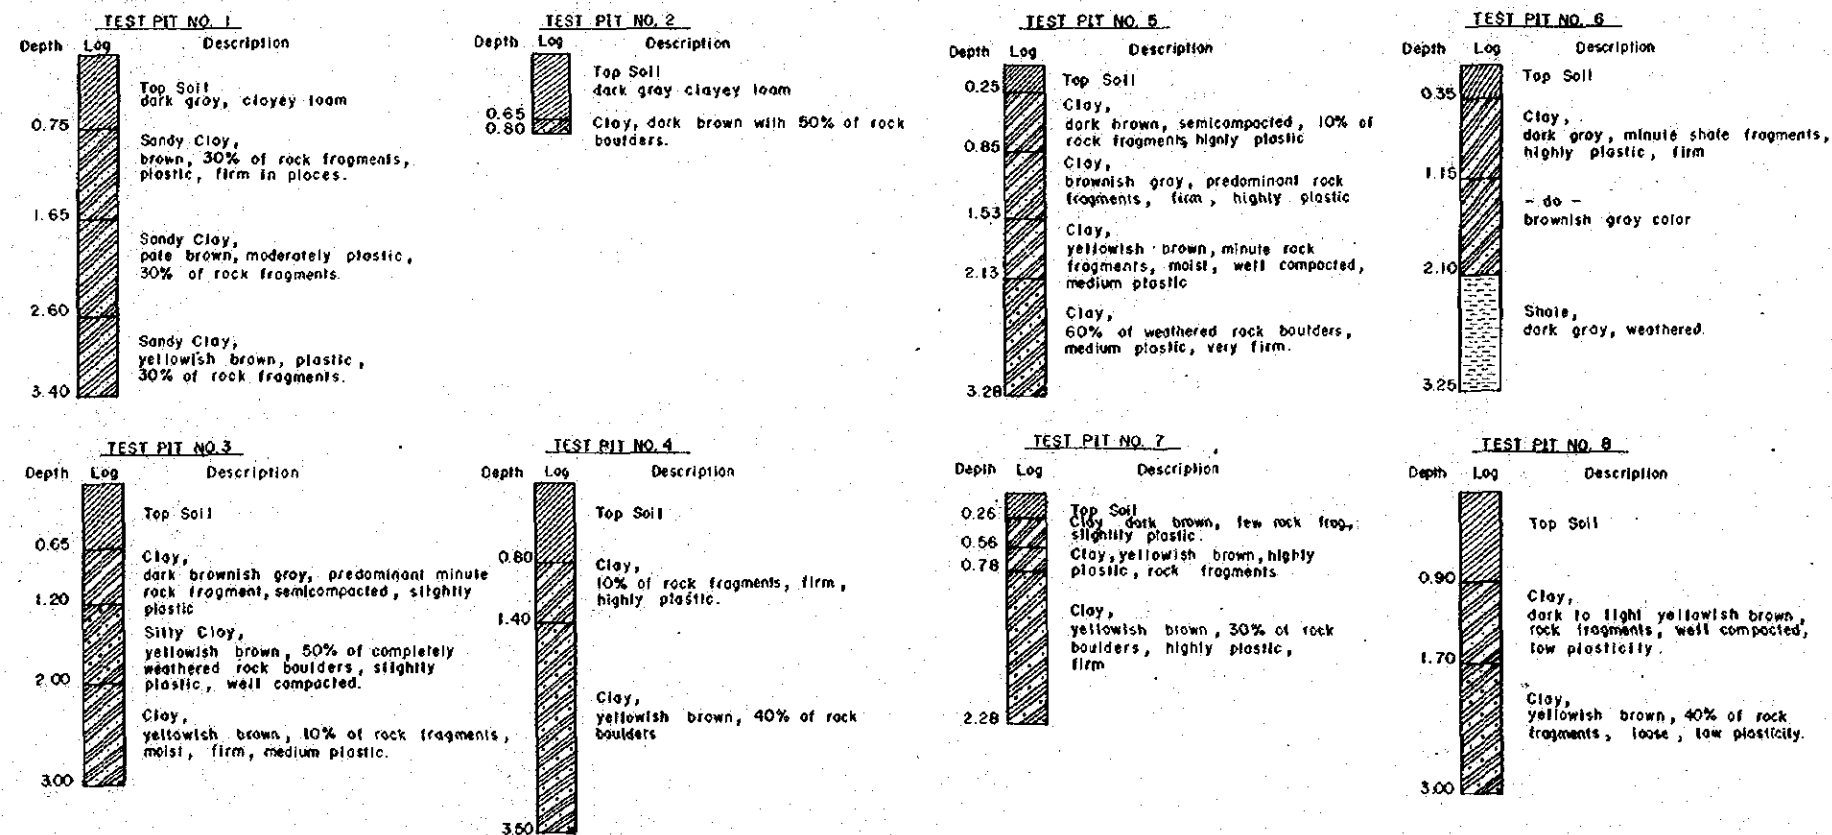 TEST PIT NO. 1
Depth Log Description
Top Soil
dark gray, clayey loam
0.75
Sandy Clay,
brown, 30% of rock fragments,
plastic, firm in places.
1.65
Sandy Clay,
pale brown, moderately plastic,
30% of rock fragments.
2.60
Sandy Clay,
yellowish brown, plastic,
30% of rock fragments.
3.40
TEST PIT NO. 2
Depth Log Description
Top Soil
dark gray clayey loam
0.65
Clay, dark brown with 50% of rock
0.80
boulders.
TEST PIT NO. 5
Depth Log Description
Top Soil
0.25
Clay,
dark brown, semicompacted, 10% of
rock fragments, highly plastic
0.85
Clay,
brownish gray, predominant rock
fragments, firm, highly plastic
1.53
Clay,
yellowish brown, minute rock
fragments, moist, well compacted,
2.13
medium plastic
Clay,
60% of weathered rock boulders,
medium plastic, very firm.
3.28
TEST PIT NO. 6
Depth Log Description
Top Soil
0.35
Clay,
dark gray, minute shale fragments,
highly plastic, firm
1.15
- do -
brownish gray color
2.10
Shale,
dark gray, weathered.
3.25
TEST PIT NO.3
Depth Log Description
Top Soil
0.65
Clay,
dark brownish gray, predominant minute
rock fragment, semicompacted, slightly
1.20
plastic
Silty Clay,
yellowish brown, 50% of completely
weathered rock boulders, slightly
2.00
plastic, well compacted.
Clay,
yellowish brown, 10% of rock fragments,
moist, firm, medium plastic.
3.00
TEST PIT NO.4
Depth Log Description
Top Soil
0.80
Clay,
10% of rock fragments, firm,
highly plastic.
1.40
Clay,
yellowish brown, 40% of rock
boulders
3.50
TEST PIT NO. 7
Depth Log Description
Top Soil
0.26
Clay dark brown, few rock frag.,
slightly plastic.
0.56
Clay, yellowish brown, highly
0.78
plastic, rock fragments
Clay,
yellowish brown, 30% of rock
boulders, highly plastic,
firm
2.28
TEST PIT NO. 8
Depth Log Description
Top Soil
0.90
Clay,
dark to light yellowish brown,
rock fragments, well compacted,
low plasticity.
1.70
Clay,
yellowish brown, 40% of rock
fragments, loose, low plasticity.
3.00